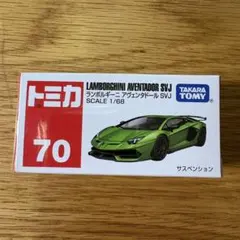 トミカ
70
LAMBORGHINI AVENTADOR SVJ
ランボルギーニ アヴェンタドール SVJ
SCALE 1/68
TAKARA
TOMY
サスペンション